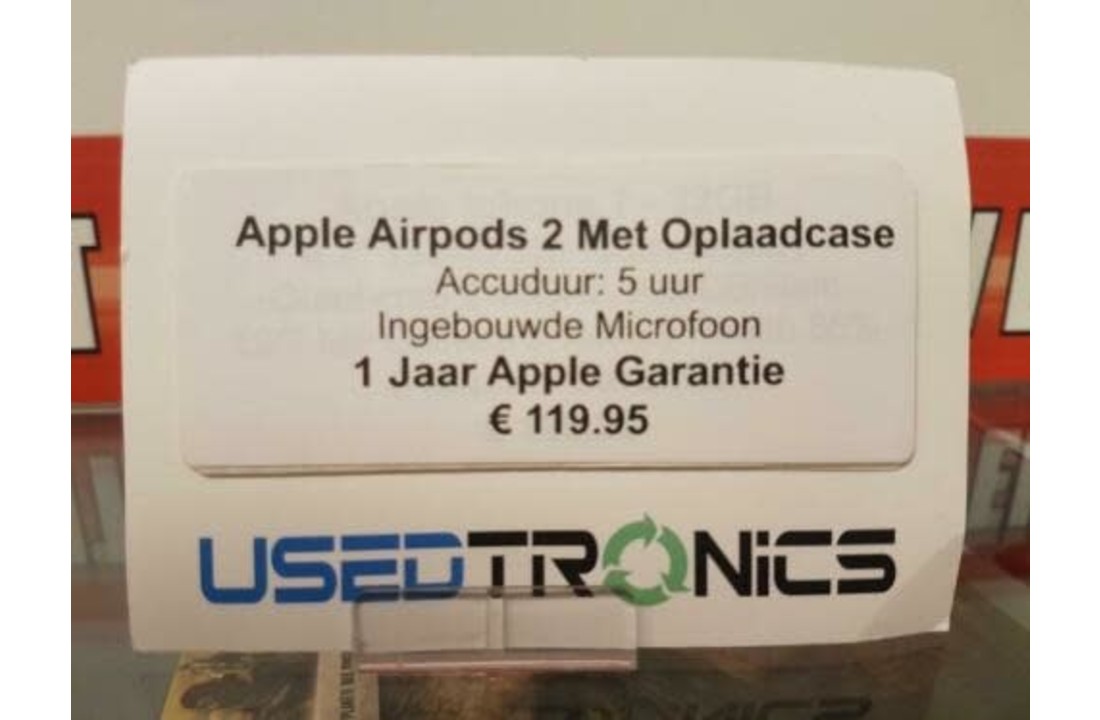 Apple Airpods 2 Met Oplaadcase
Accuduur: 5 uur
Ingebouwde Microfoon
1 Jaar Apple Garantie
€ 119.95
USEDTRONiCS